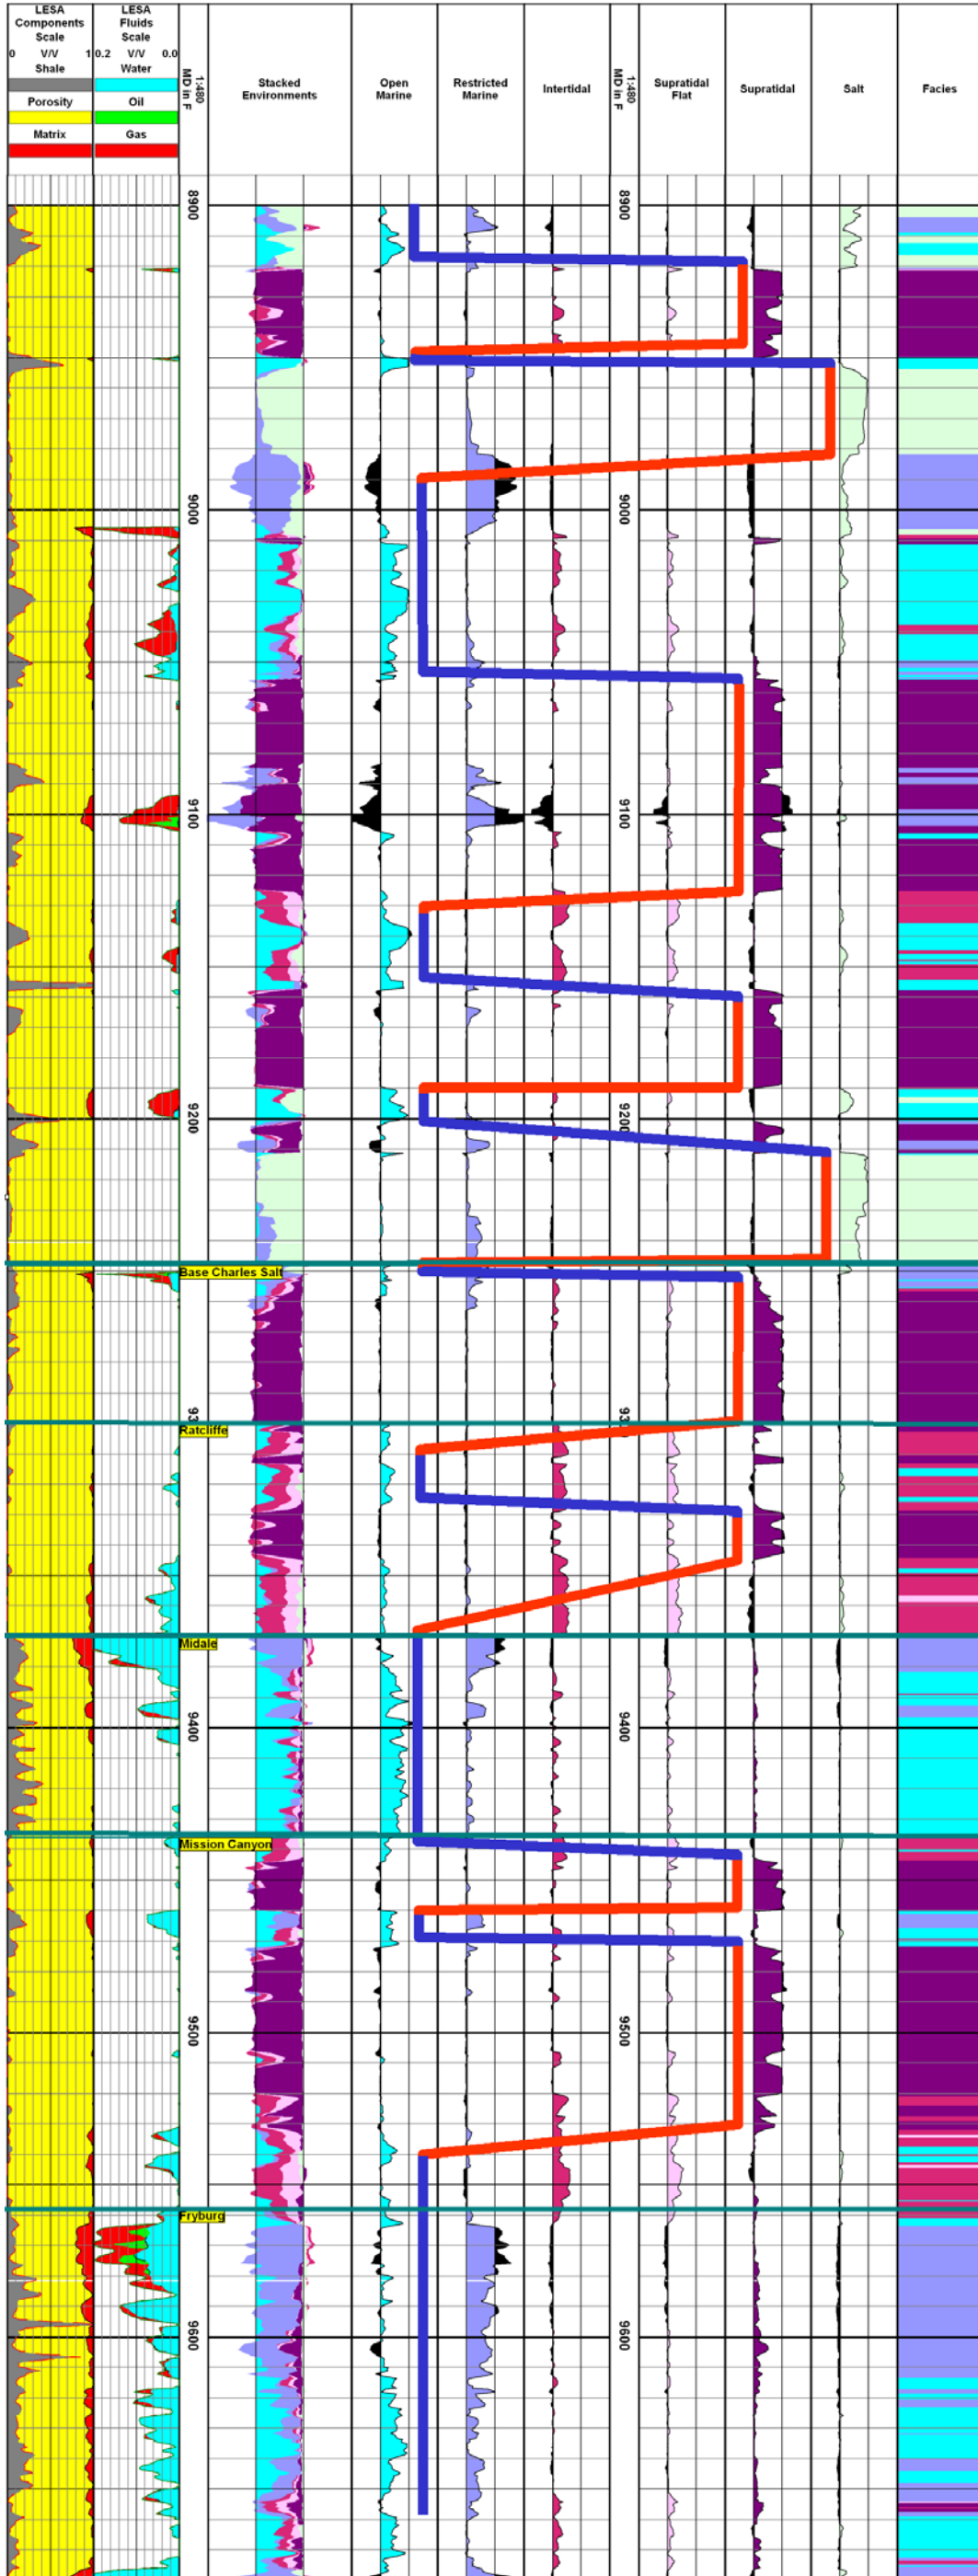 LESA
Components
Scale
0 V/V 1
Shale
Porosity
Matrix
LESA
Fluids
Scale
0.2 V/V 0.0
Water
Oil
Gas
1:480
MD in F
Stacked
Environments
Open
Marine
Restricted
Marine
Intertidal
1:480
MD in F
Supratidal
Flat
Supratidal
Salt
Facies
8900
8900
9000
9000
9100
9100
9200
9200
Base Charles Salt
93
Ratcliffe
Midale
9400
9400
Mission Canyon
9500
9500
Fryburg
9600
9600